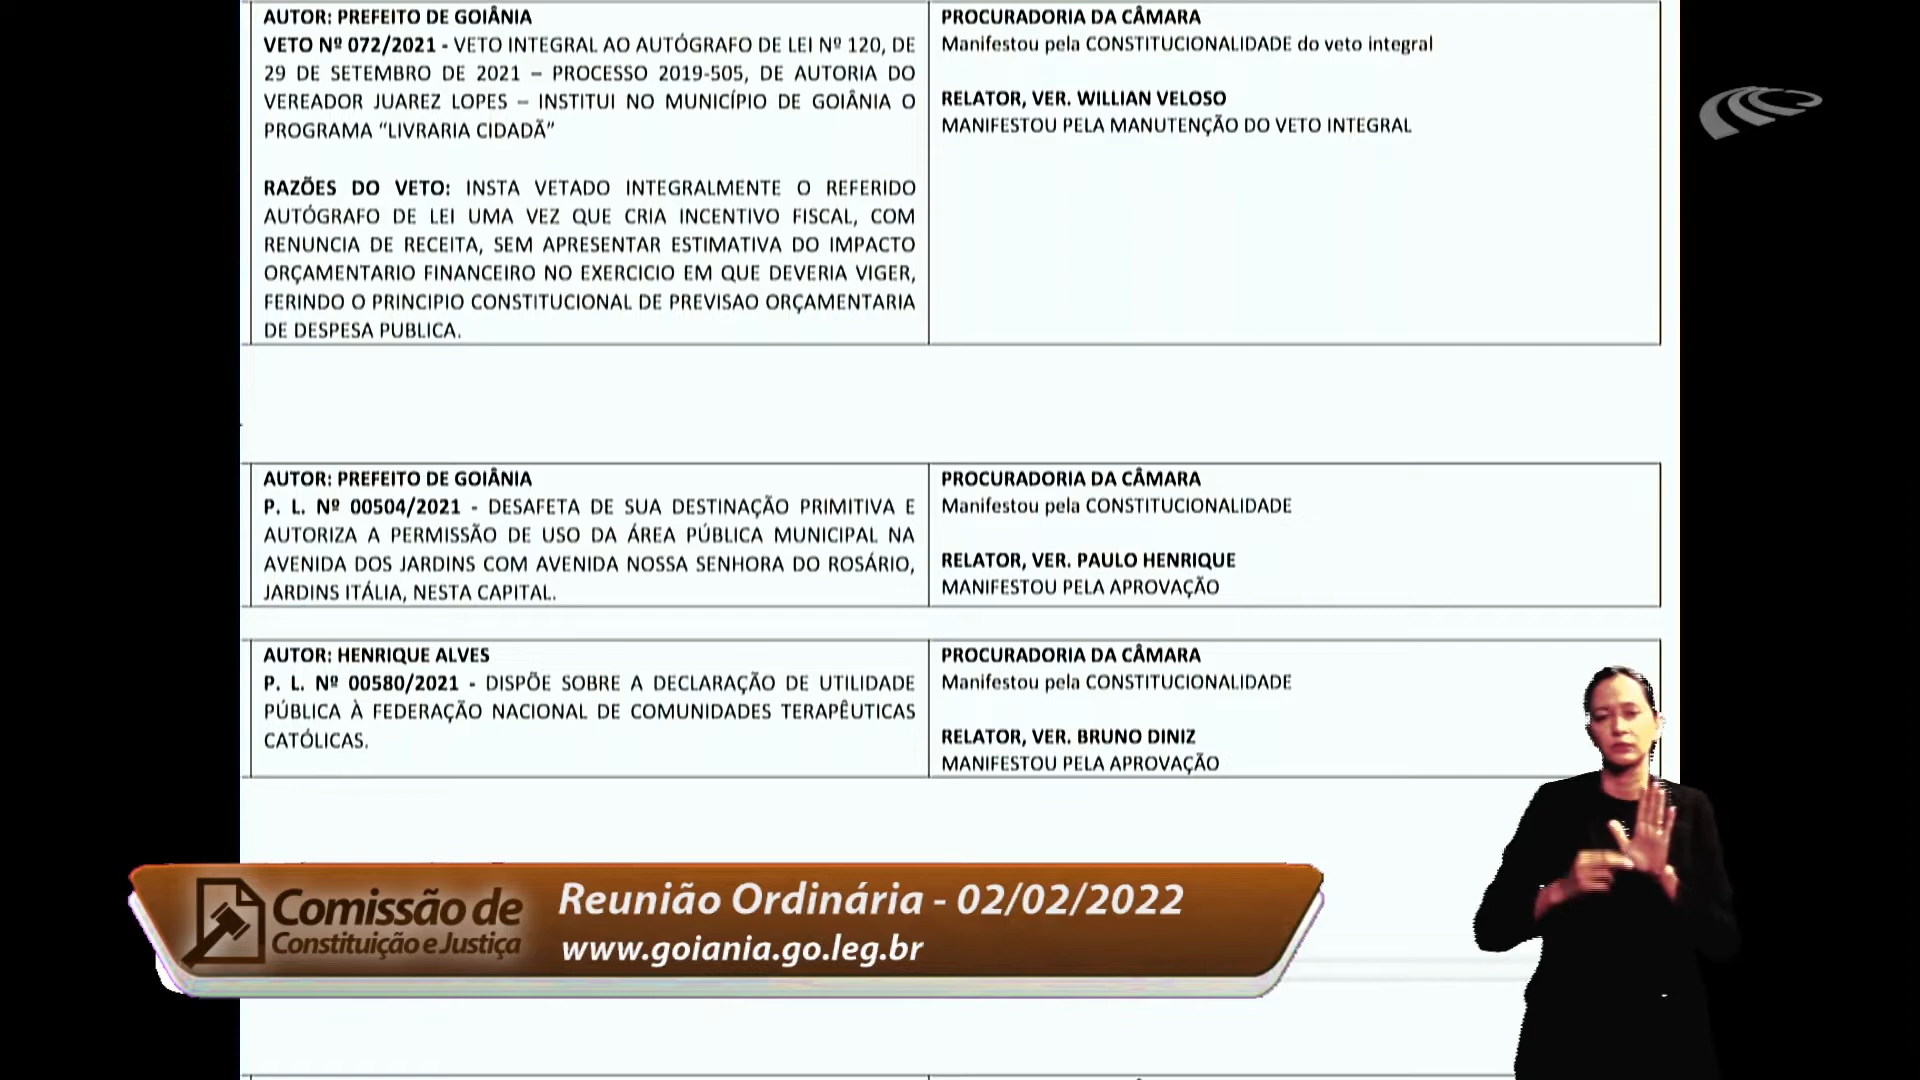 AUTOR: PREFEITO DE GOIÂNIA
VETO Nº 072/2021 - VETO INTEGRAL AO AUTÓGRAFO DE LEI Nº 120, DE
29 DE SETEMBRO DE 2021 – PROCESSO 2019-505, DE AUTORIA DO
VEREADOR JUAREZ LOPES – INSTITUI NO MUNICÍPIO DE GOIÂNIA O
PROGRAMA “LIVRARIA CIDADÔ
RAZÕES DO VETO: INSTA VETADO INTEGRALMENTE O REFERIDO
AUTÓGRAFO DE LEI UMA VEZ QUE CRIA INCENTIVO FISCAL, COM
RENUNCIA DE RECEITA, SEM APRESENTAR ESTIMATIVA DO IMPACTO
ORÇAMENTARIO FINANCEIRO NO EXERCICIO EM QUE DEVERIA VIGER,
FERINDO O PRINCIPIO CONSTITUCIONAL DE PREVISAO ORÇAMENTARIA
DE DESPESA PUBLICA.
PROCURADORIA DA CÂMARA
Manifestou pela CONSTITUCIONALIDADE do veto integral
RELATOR, VER. WILLIAN VELOSO
MANIFESTOU PELA MANUTENÇÃO DO VETO INTEGRAL
AUTOR: PREFEITO DE GOIÂNIA
P. L. Nº 00504/2021 - DESAFETA DE SUA DESTINAÇÃO PRIMITIVA E
AUTORIZA A PERMISSÃO DE USO DA ÁREA PÚBLICA MUNICIPAL NA
AVENIDA DOS JARDINS COM AVENIDA NOSSA SENHORA DO ROSÁRIO,
JARDINS ITÁLIA, NESTA CAPITAL.
PROCURADORIA DA CÂMARA
Manifestou pela CONSTITUCIONALIDADE
RELATOR, VER. PAULO HENRIQUE
MANIFESTOU PELA APROVAÇÃO
AUTOR: HENRIQUE ALVES
P. L. Nº 00580/2021 - DISPÕE SOBRE A DECLARAÇÃO DE UTILIDADE
PÚBLICA À FEDERAÇÃO NACIONAL DE COMUNIDADES TERAPÊUTICAS
CATÓLICAS.
PROCURADORIA DA CÂMARA
Manifestou pela CONSTITUCIONALIDADE
RELATOR, VER. BRUNO DINIZ
MANIFESTOU PELA APROVAÇÃO
Comissão de
Constituição e Justiça
Reunião Ordinária - 02/02/2022
www.goiania.go.leg.br